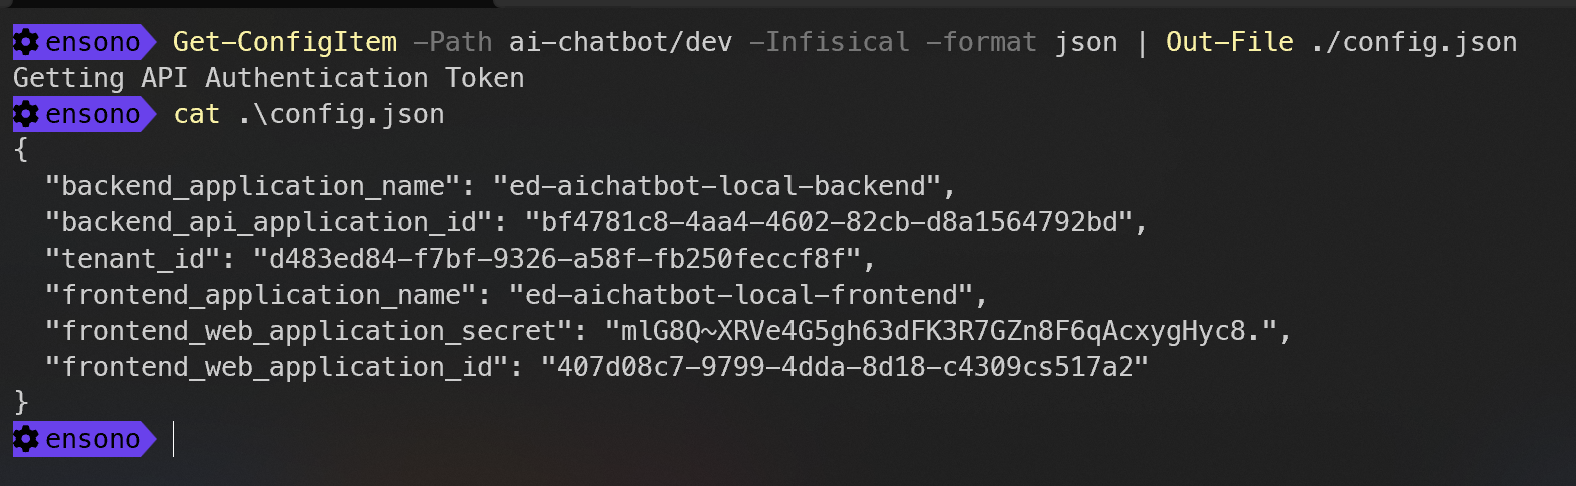 ensono Get-ConfigItem -Path ai-chatbot/dev -Infisical -format json | Out-File ./config.json
Getting API Authentication Token
ensono cat .\config.json
{
  "backend_application_name": "ed-aichatbot-local-backend",
  "backend_api_application_id": "bf4781c8-4aa4-4602-82cb-d8a1564792bd",
  "tenant_id": "d483ed84-f7bf-9326-a58f-fb250feccf8f",
  "frontend_application_name": "ed-aichatbot-local-frontend",
  "frontend_web_application_secret": "mlG8Q~XRVe4G5gh63dFK3R7GZn8F6qAcxygHyc8.",
  "frontend_web_application_id": "407d08c7-9799-4dda-8d18-c4309cs517a2"
}
ensono